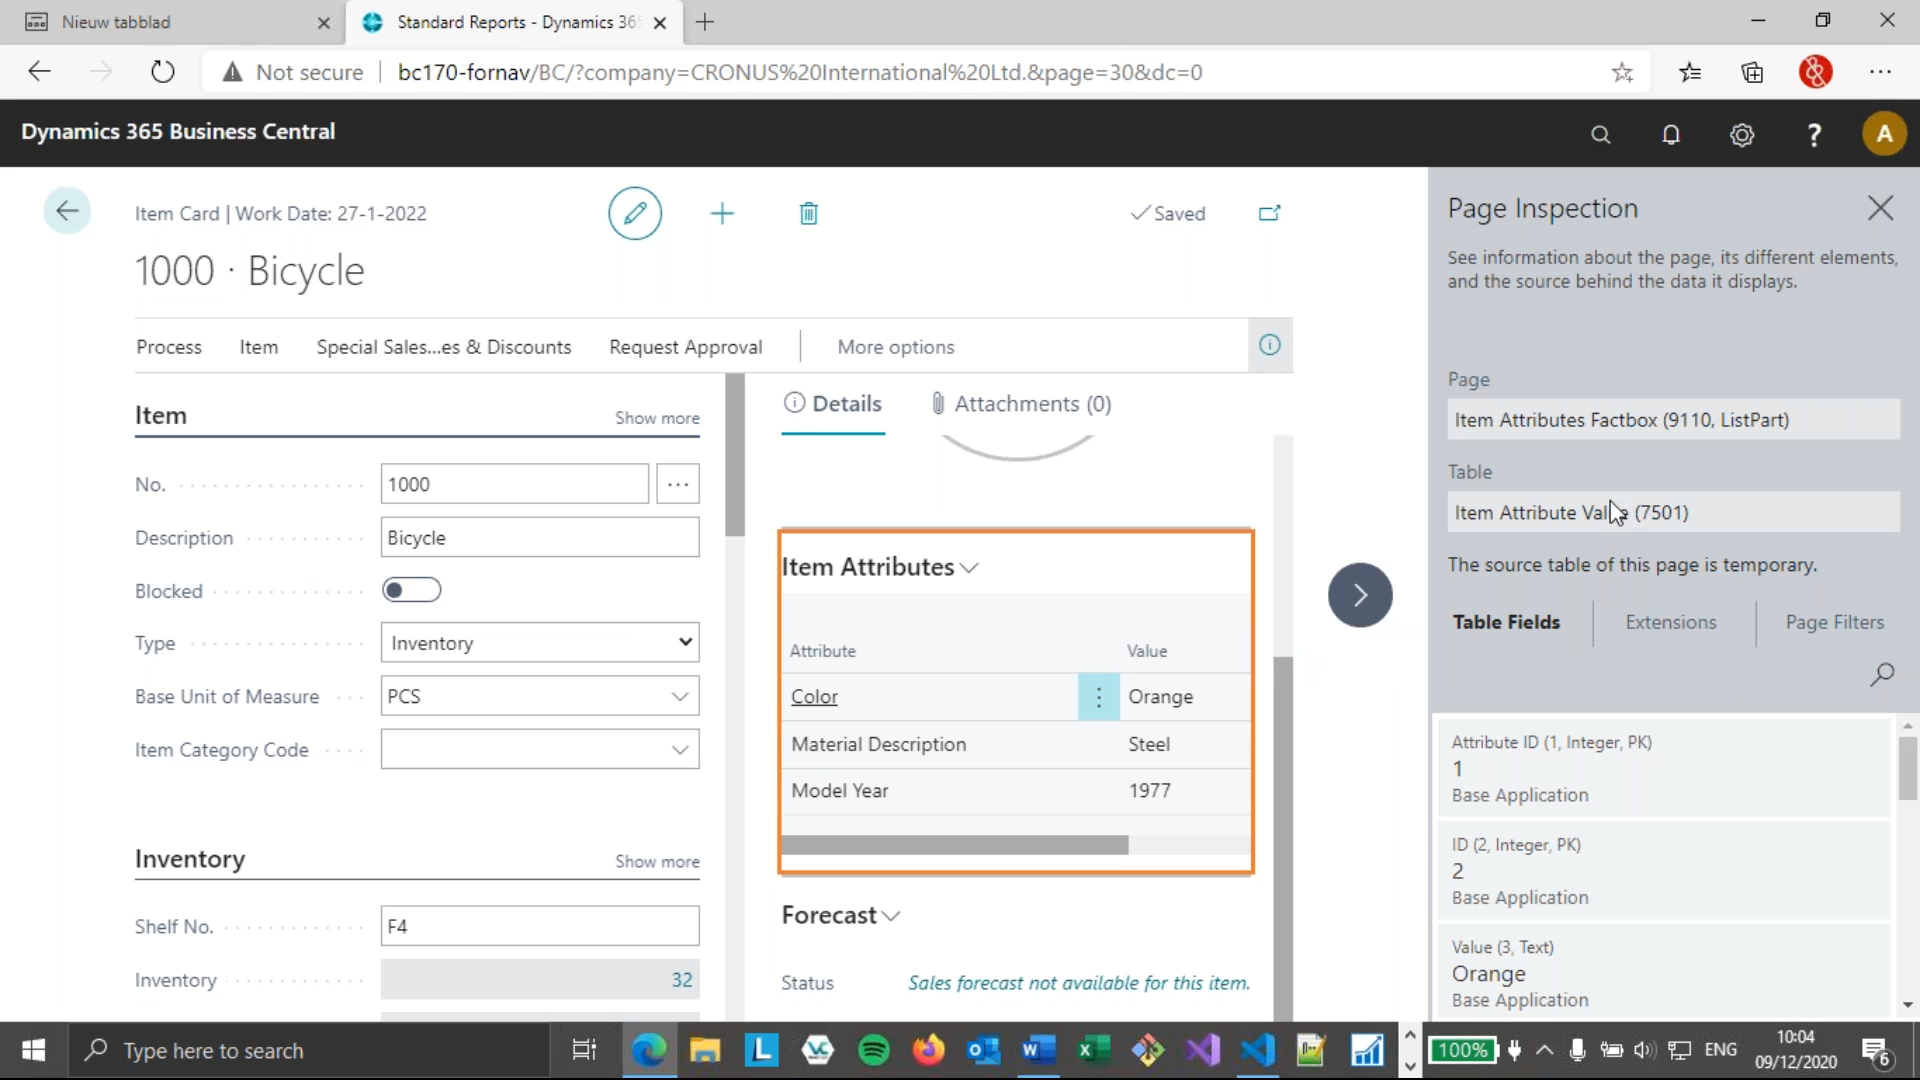 Nieuw tabblad
Standard Reports - Dynamics 36
Not secure
bc170-fornav/BC/?company=CRONUS%20International%20Ltd.&page=30&dc=0
Dynamics 365 Business Central
?
A
Item Card | Work Date: 27-1-2022
Saved
1000 · Bicycle
Process
Item
Special Sales...es & Discounts
Request Approval
More options
Item
Show more
No.
1000
Description
Bicycle
Blocked
Type
Inventory
Base Unit of Measure
PCS
Item Category Code
Inventory
Show more
Shelf No.
F4
Inventory
32
Details
Attachments (0)
Item Attributes
Attribute
Value
Color
Orange
Material Description
Steel
Model Year
1977
Forecast
Status
Sales forecast not available for this item.
Page Inspection
See information about the page, its different elements,
and the source behind the data it displays.
Page
Item Attributes Factbox (9110, ListPart)
Table
Item Attribute Value (7501)
The source table of this page is temporary.
Table Fields
Extensions
Page Filters
Attribute ID (1, Integer, PK)
1
Base Application
ID (2, Integer, PK)
2
Base Application
Value (3, Text)
Orange
Base Application
Type here to search
100%
ENG
10:04
09/12/2020
6